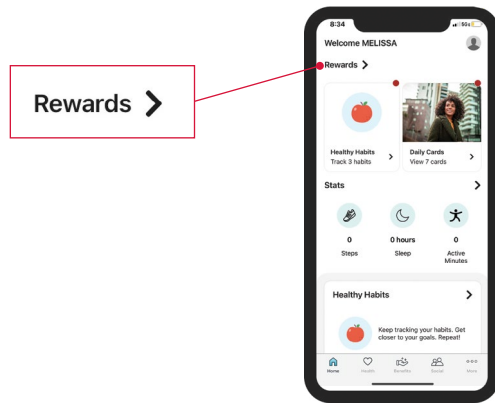 Rewards
8:34
5G
Welcome MELISSA
Rewards
Healthy Habits
Track 3 habits
Daily Cards
View 7 cards
Stats
0
Steps
0 hours
Sleep
0
Active
Minutes
Healthy Habits
Keep tracking your habits. Get
closer to your goals. Repeat!
Home
Health
Benefits
Social
More